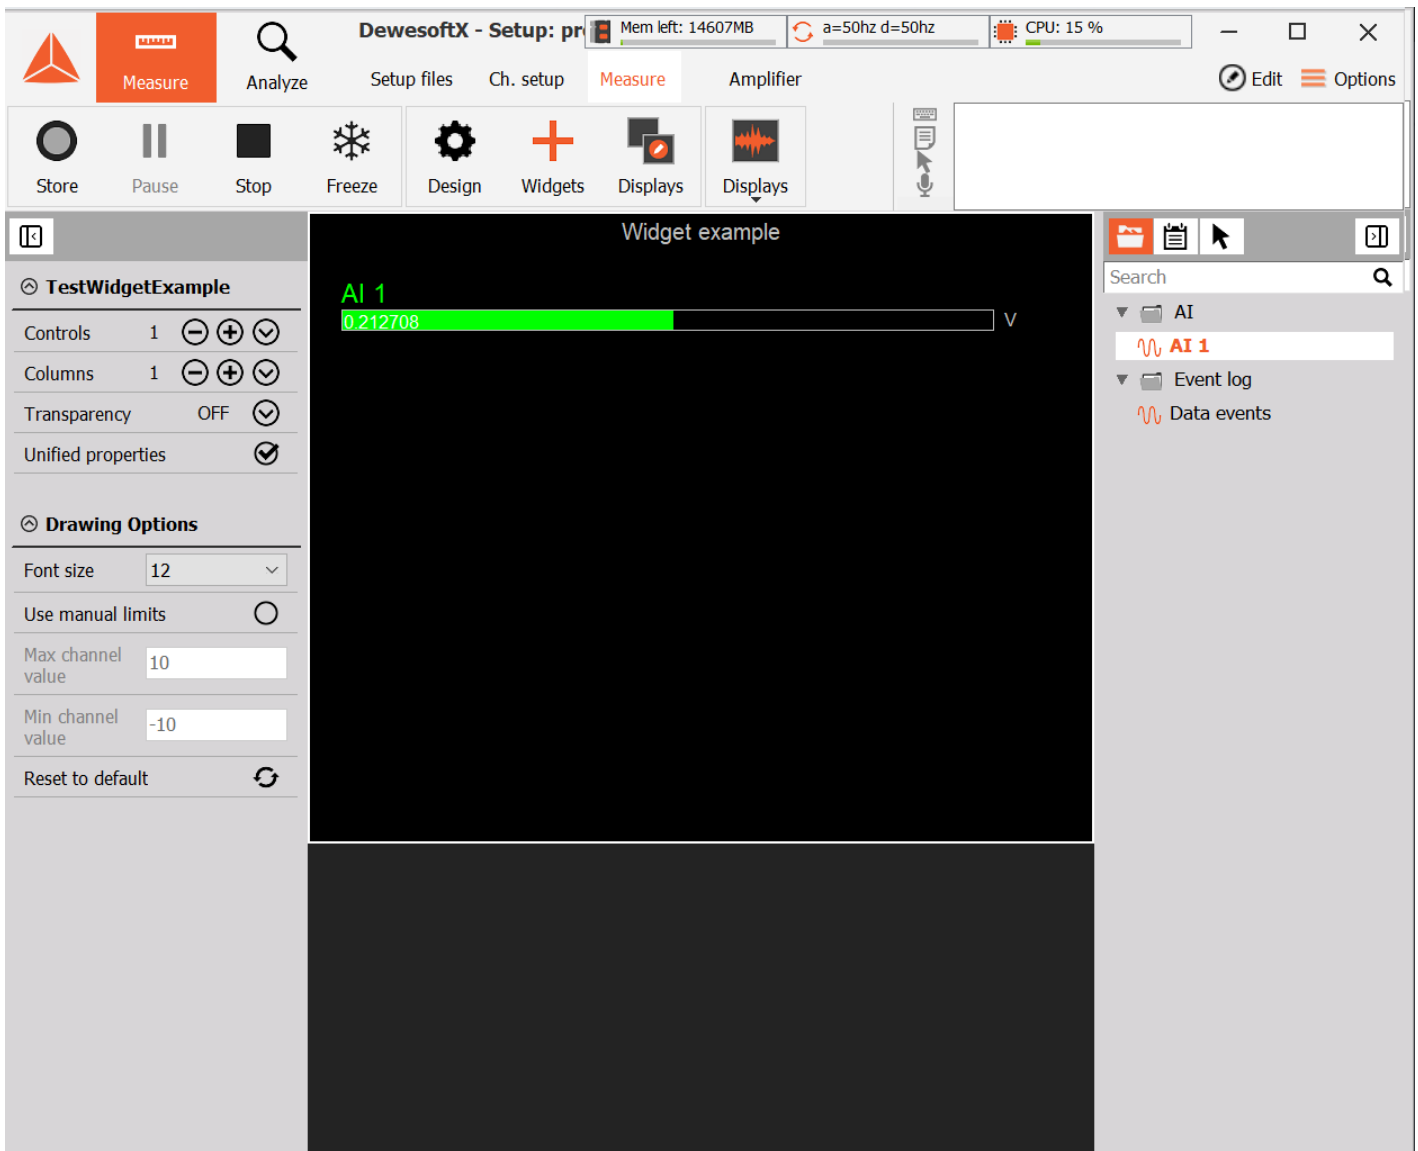 DewesoftX - Setup: pr
Mem left: 14607MB
a=50hz d=50hz
CPU: 15 %
Measure
Analyze
Setup files
Ch. setup
Measure
Amplifier
Edit
Options
Store
Pause
Stop
Freeze
Design
Widgets
Displays
Displays
TestWidgetExample
Controls 1
Columns 1
Transparency OFF
Unified properties
Drawing Options
Font size 12
Use manual limits
Max channel
value
10
Min channel
value
-10
Reset to default
Widget example
AI 1
0.212708
V
Search
AI
AI 1
Event log
Data events